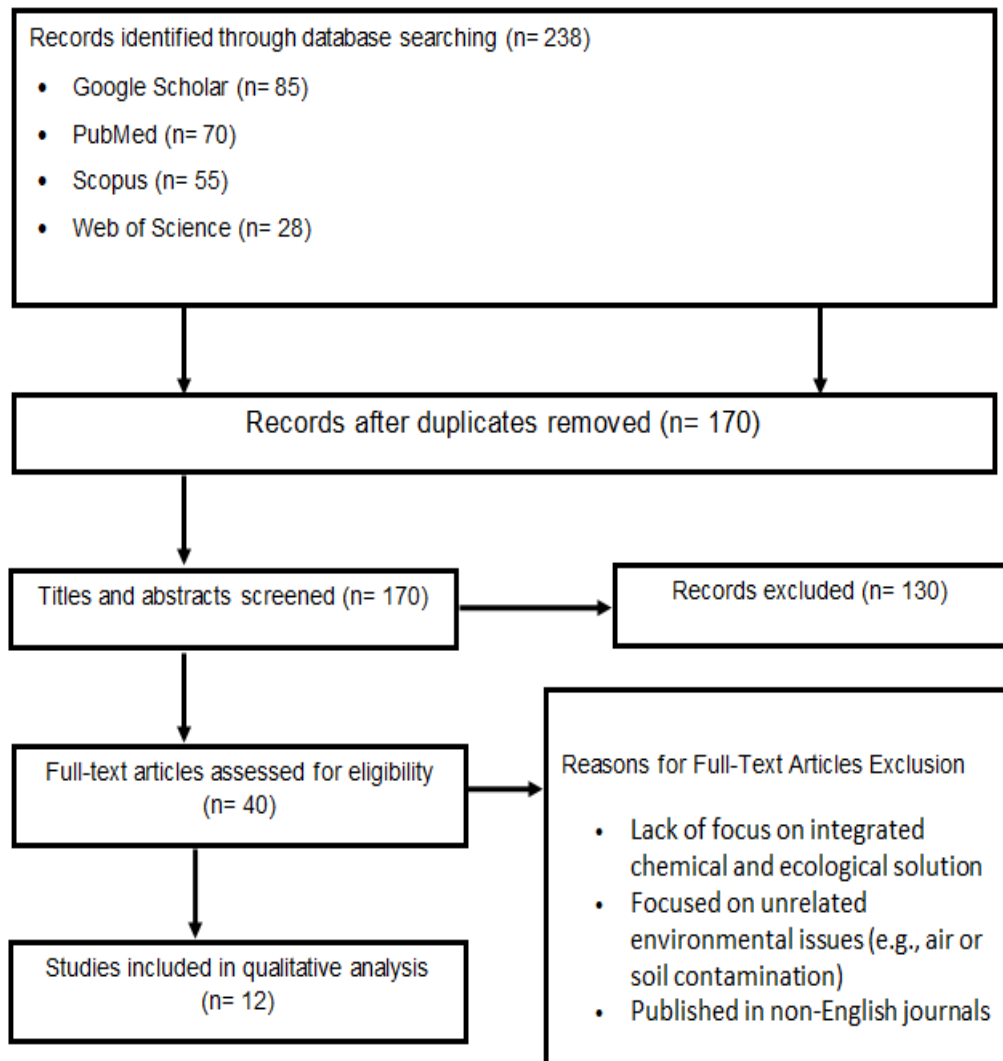 Records identified through database searching (n= 238)
• Google Scholar (n= 85)
• PubMed (n= 70)
• Scopus (n= 55)
• Web of Science (n= 28)
Records after duplicates removed (n= 170)
Titles and abstracts screened (n= 170)
Records excluded (n= 130)
Full-text articles assessed for eligibility
(n= 40)
Reasons for Full-Text Articles Exclusion
• Lack of focus on integrated
chemical and ecological solution
• Focused on unrelated
environmental issues (e.g., air or
soil contamination)
• Published in non-English journals
Studies included in qualitative analysis
(n= 12)